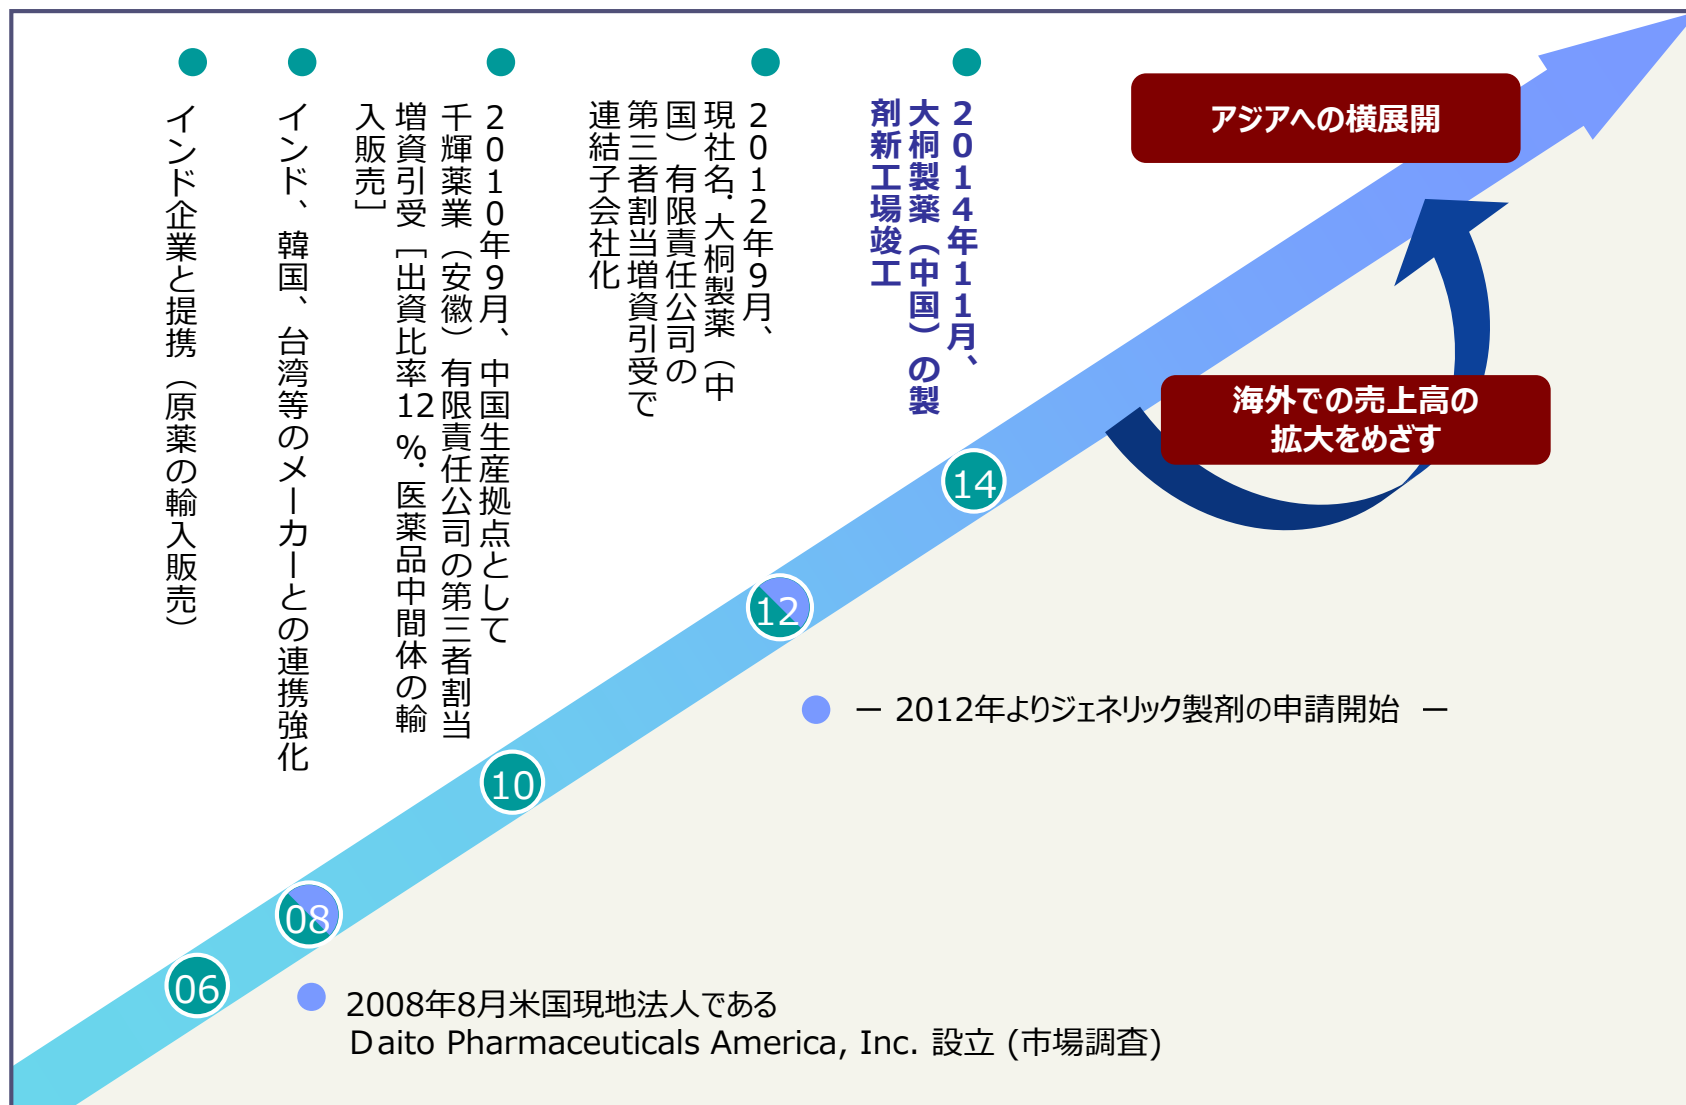 インド企業と提携（原薬の輸入販売）
インド、韓国、台湾等のメーカーとの連携強化
２０１０年９月、中国生産拠点として
千輝薬業（安徽）有限責任公司の第三者割当
増資引受［出資比率12％．医薬品中間体の輸
入販売］
２０１２年９月、
現社名．大桐製薬（中
国）有限責任公司の
第三者割当増資引受で
連結子会社化
２０１４年１１月、
大桐製薬（中国）の製
剤新工場竣工
アジアへの横展開
海外での売上高の
拡大をめざす
14
12
― 2012年よりジェネリック製剤の申請開始 ―
10
08
06
2008年8月米国現地法人である
Ｄaito Pharmaceuticals America, Inc. 設立 (市場調査)